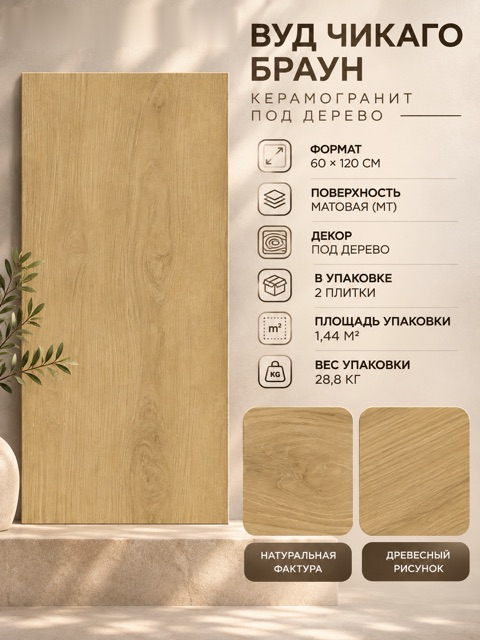 ВУД ЧИКАГО
БРАУН
КЕРАМОГРАНИТ
ПОД ДЕРЕВО
ФОРМАТ
60 × 120 СМ
ПОВЕРХНОСТЬ
МАТОВАЯ (МТ)
ДЕКОР
ПОД ДЕРЕВО
В УПАКОВКЕ
2 ПЛИТКИ
m²
ПЛОЩАДЬ УПАКОВКИ
1,44 М²
KG
ВЕС УПАКОВКИ
28,8 КГ
НАТУРАЛЬНАЯ
ФАКТУРА
ДРЕВЕСНЫЙ
РИСУНОК